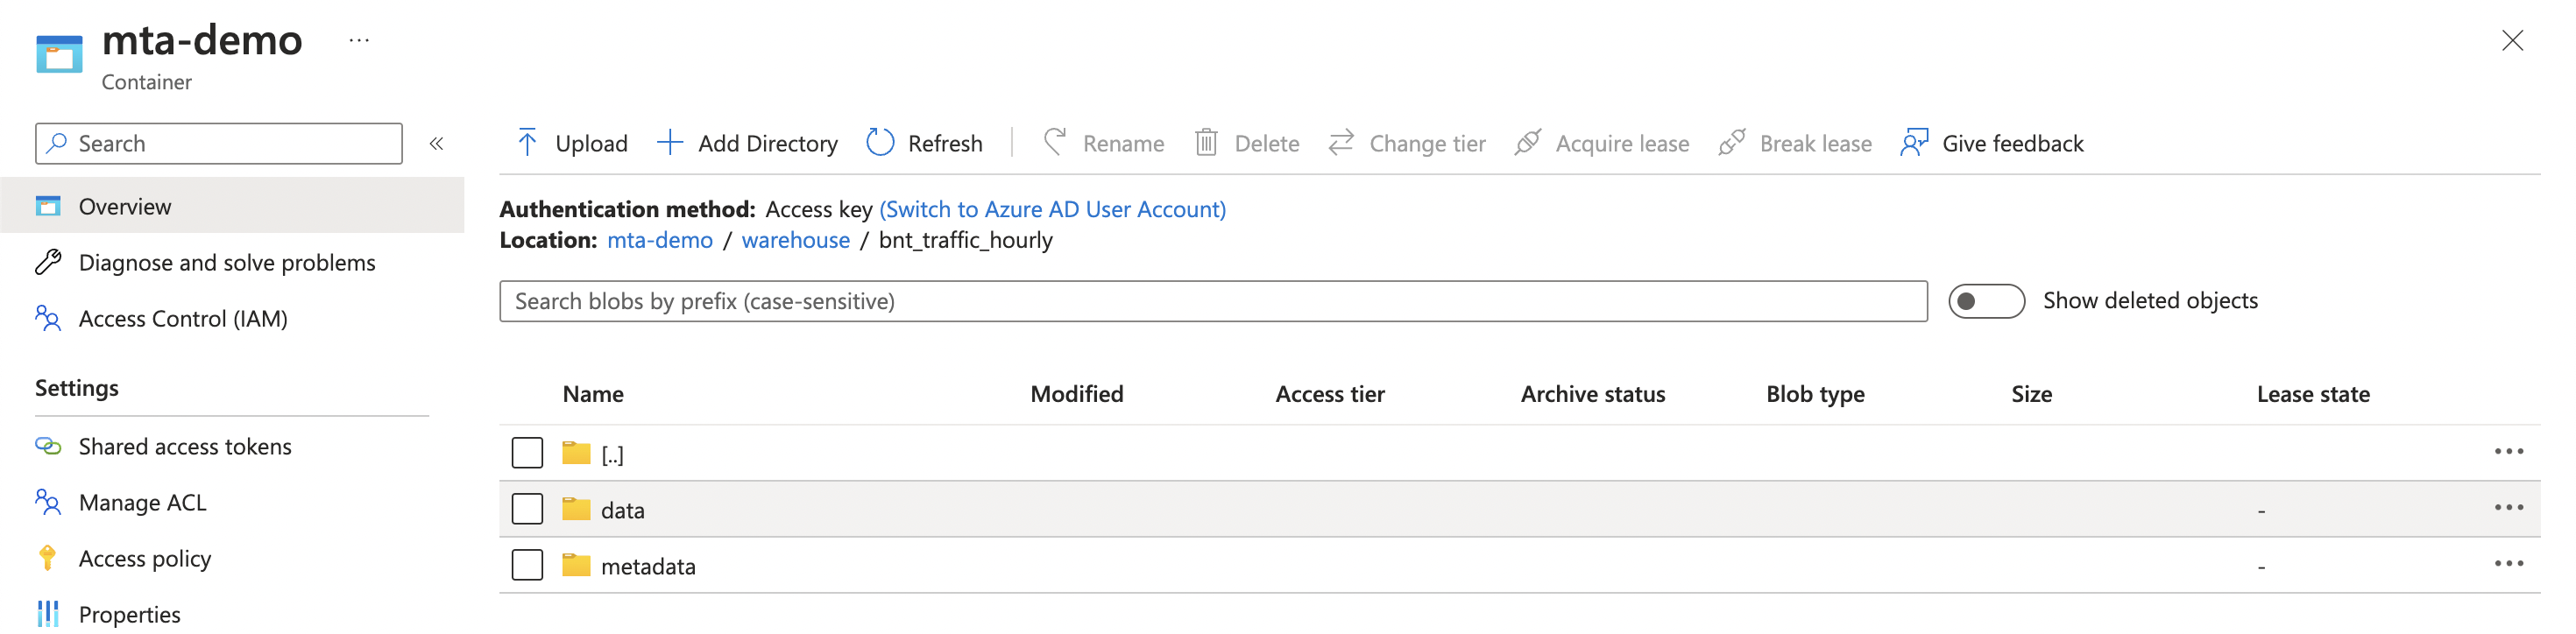 mta-demo ...
Container
Search «
Overview
Diagnose and solve problems
Access Control (IAM)
Settings
Shared access tokens
Manage ACL
Access policy
Properties
Upload Add Directory Refresh Rename Delete Change tier Acquire lease Break lease Give feedback
Authentication method: Access key (Switch to Azure AD User Account)
Location: mta-demo / warehouse / bnt_traffic_hourly
Search blobs by prefix (case-sensitive) Show deleted objects
Name Modified Access tier Archive status Blob type Size Lease state
[..] ...
data - ...
metadata - ...